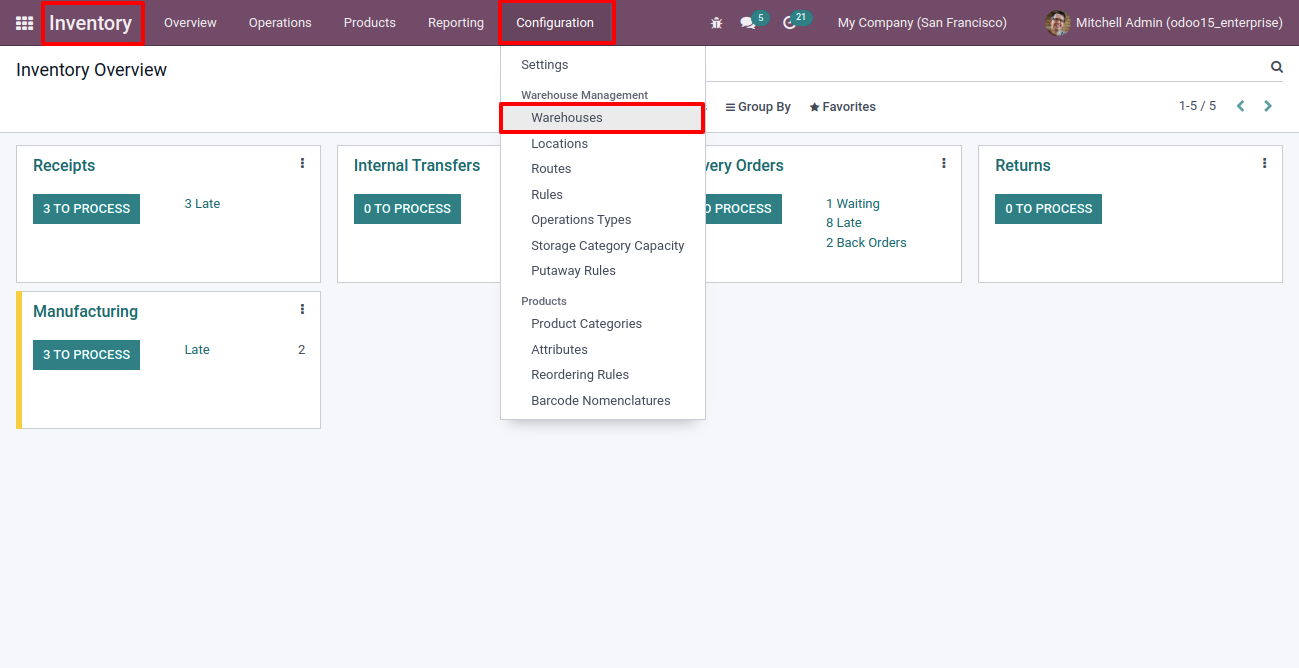 Inventory Overview Operations Products Reporting Configuration 5 21 My Company (San Francisco) Mitchell Admin (odoo15_enterprise)
Inventory Overview
Group By Favorites 1-5 / 5
Settings
Warehouse Management
Warehouses
Locations
Routes
Rules
Operations Types
Storage Category Capacity
Putaway Rules
Products
Product Categories
Attributes
Reordering Rules
Barcode Nomenclatures
Receipts
3 TO PROCESS 3 Late
Internal Transfers
0 TO PROCESS
very Orders
O PROCESS 1 Waiting
8 Late
2 Back Orders
Returns
0 TO PROCESS
Manufacturing
3 TO PROCESS Late 2